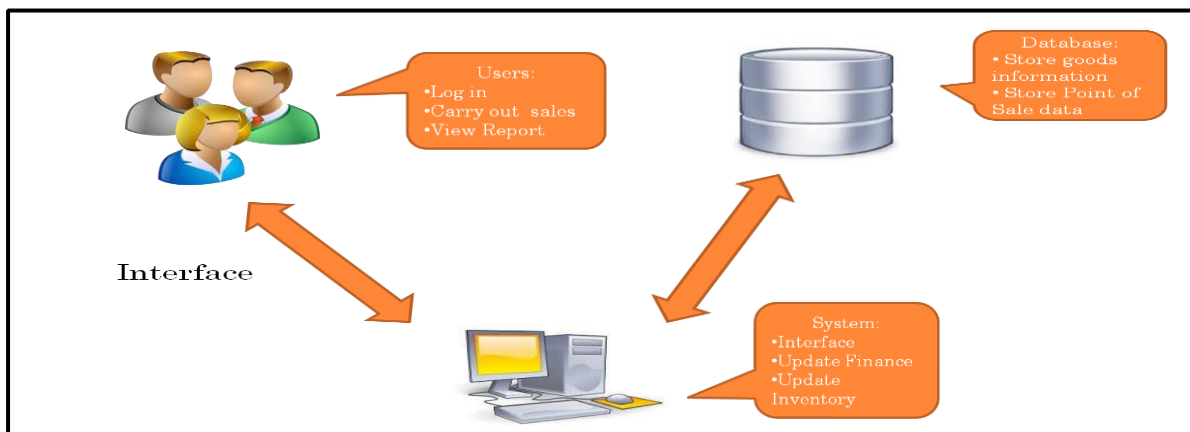 Users:
•Log in
•Carry out sales
•View Report
Database:
• Store goods
information
• Store Point of
Sale data
Interface
System:
•Interface
•Update Finance
•Update
Inventory